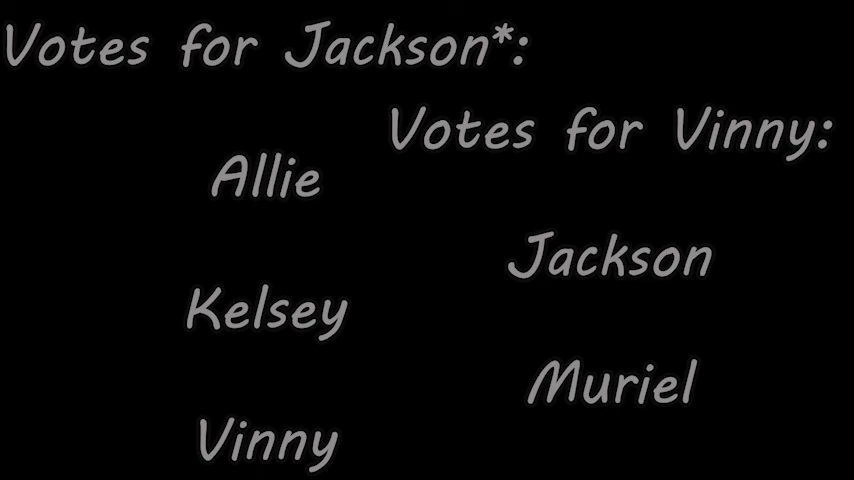 Votes for Jackson*:
Allie
Kelsey
Vinny
Votes for Vinny:
Jackson
Muriel